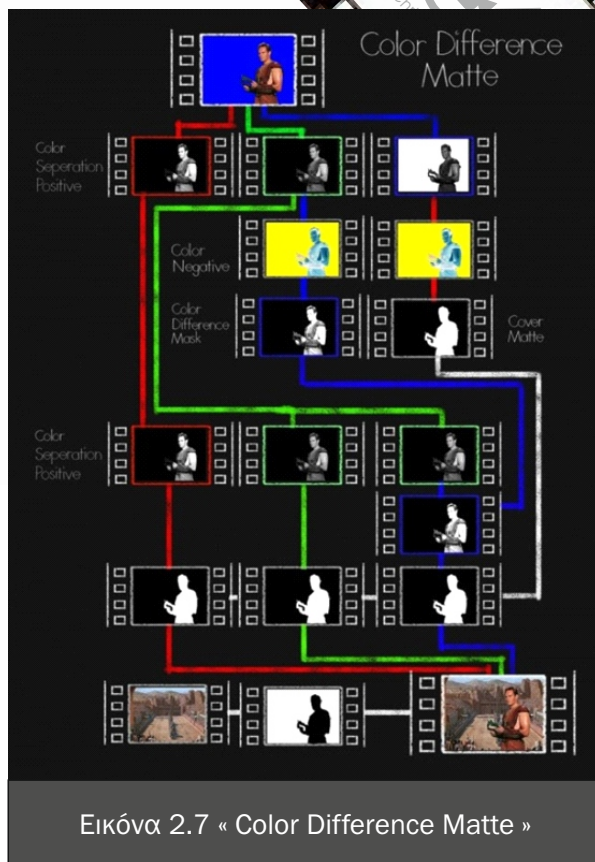 Color Difference
Matte
Color
Seperation
Positive
Color
Negative
Color
Difference
Mask
Cover
Matte
Color
Seperation
Positive
Εικόνα 2.7 « Color Difference Matte »